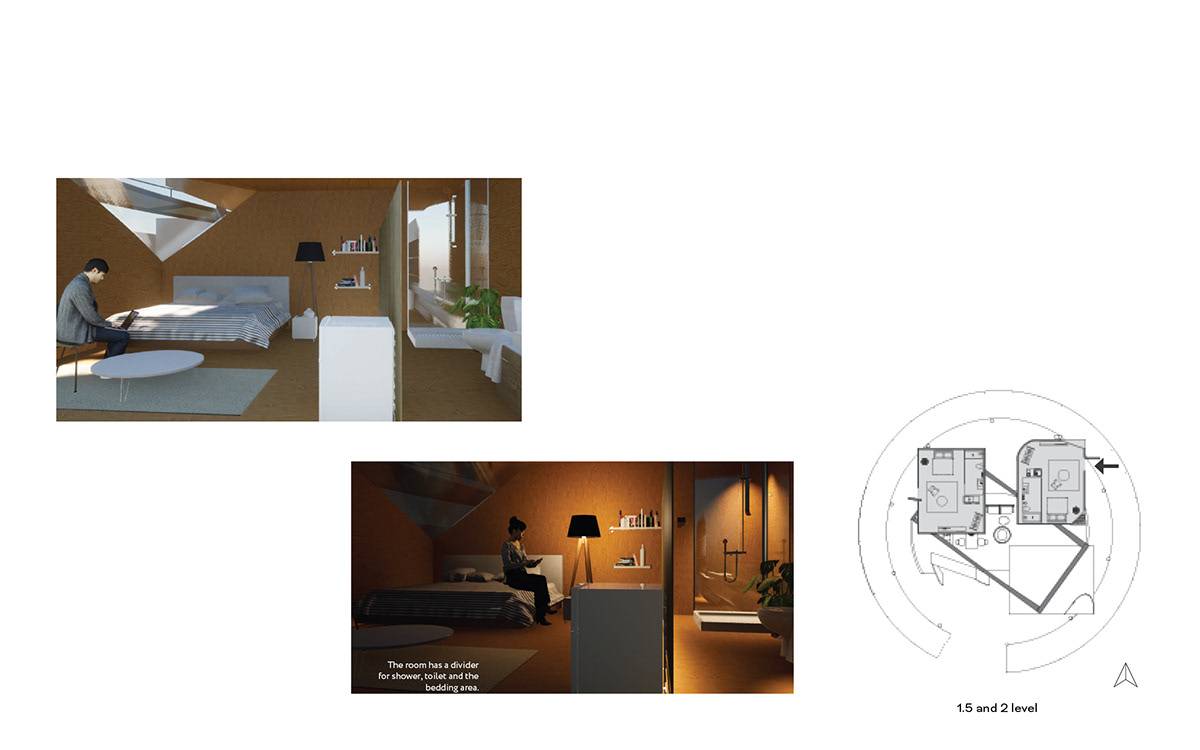 The room has a divider
for shower, toilet and the
bedding area.
1.5 and 2 level